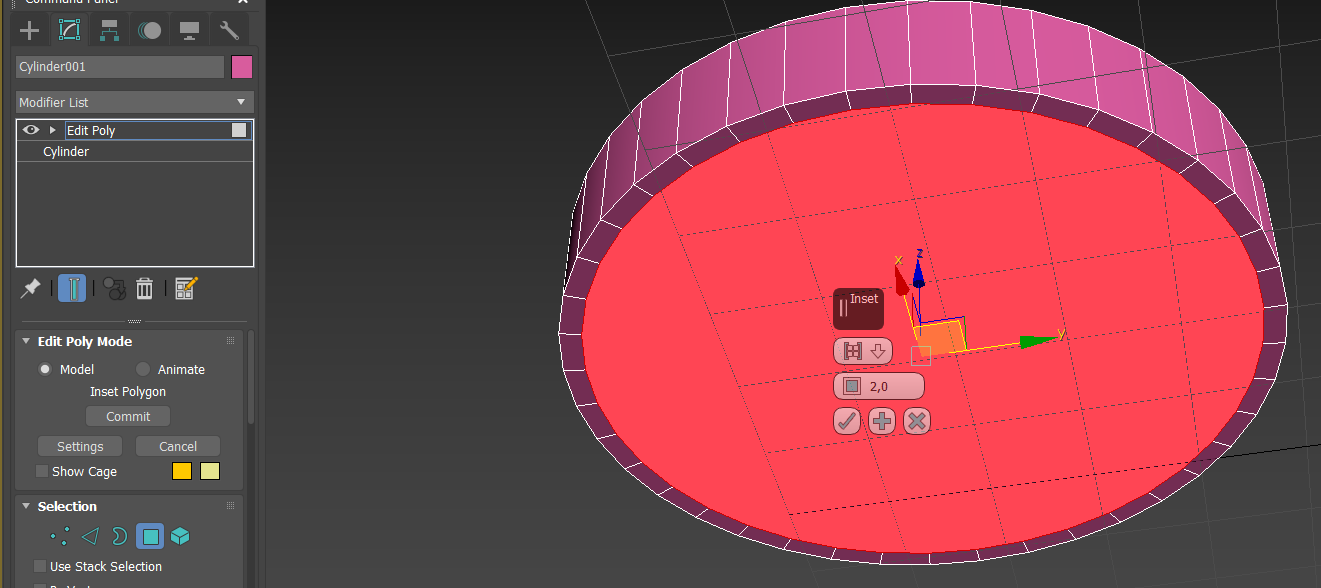 Command Panel
Cylinder001
Modifier List
Edit Poly
Cylinder
Edit Poly Mode
Model
Animate
Inset Polygon
Commit
Settings
Cancel
Show Cage
Selection
Use Stack Selection
x
z
y
Inset
2,0